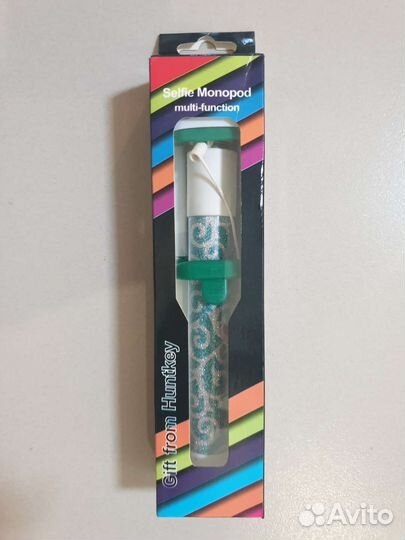 Selfie Monopod
multi-function
Gift from Huntkey
Avito